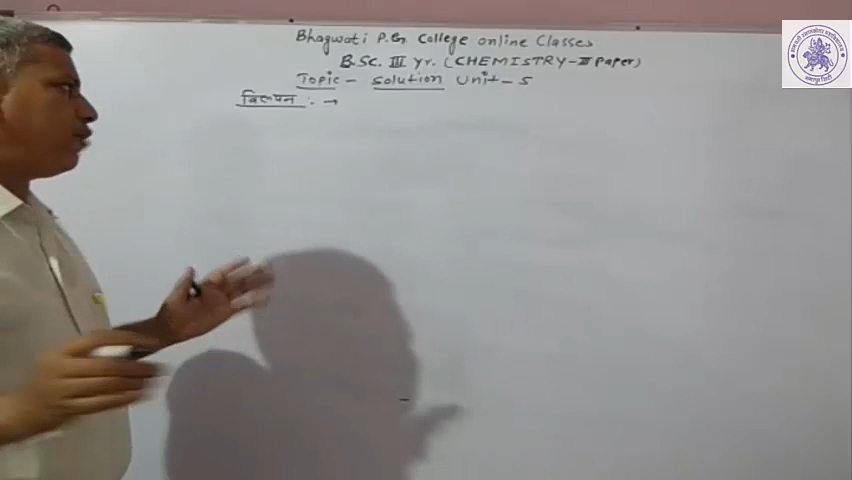 Bhagwati P.G. College online Classes
B.SC. III Yr. (CHEMISTRY-III Paper)
Topic - Solution Unit-5
विलयन :→